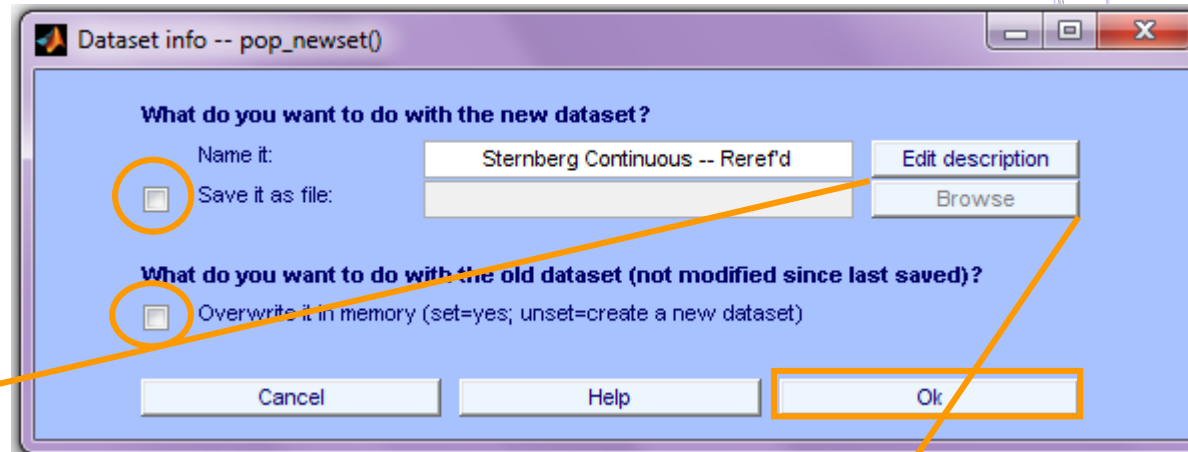 Dataset info -- pop_newset()
What do you want to do with the new dataset?
Name it: Sternberg Continuous -- Reref'd Edit description
Save it as file: Browse
What do you want to do with the old dataset (not modified since last saved)?
Overwrite it in memory (set=yes; unset=create a new dataset)
Cancel Help Ok